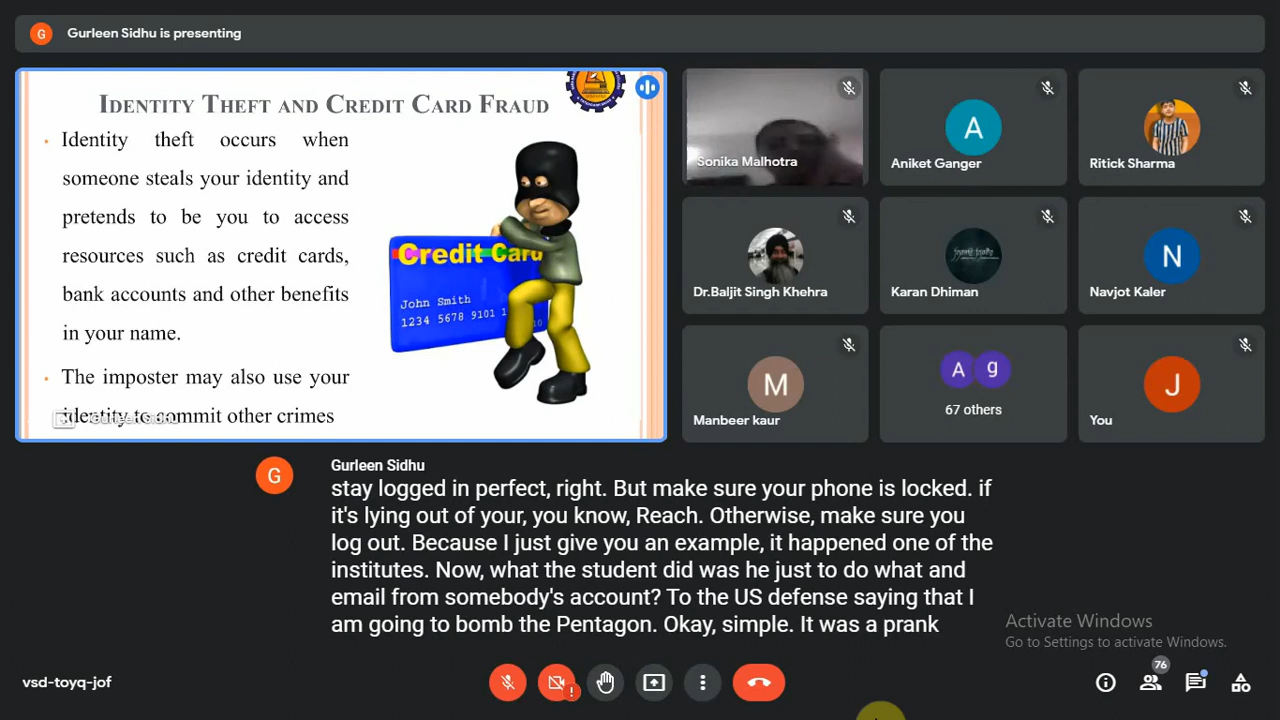 G
Gurleen Sidhu is presenting
IDENTITY THEFT AND CREDIT CARD FRAUD
Identity theft occurs when
someone steals your identity and
pretends to be you to access
resources such as credit cards,
bank accounts and other benefits
in your name.
The imposter may also use your
identity to commit other crimes
Gurleen Sidhu
Credit Card
John Smith
1234 5678 9101 1
10
Sonika Malhotra
A
Aniket Ganger
Ritick Sharma
Dr.Baljit Singh Khehra
Karan Dhiman
N
Navjot Kaler
M
Manbeer kaur
A g
67 others
J
You
G
Gurleen Sidhu
stay logged in perfect, right. But make sure your phone is locked. if
it's lying out of your, you know, Reach. Otherwise, make sure you
log out. Because I just give you an example, it happened one of the
institutes. Now, what the student did was he just to do what and
email from somebody's account? To the US defense saying that I
am going to bomb the Pentagon. Okay, simple. It was a prank
Activate Windows
Go to Settings to activate Windows.
vsd-toyq-jof
!
76